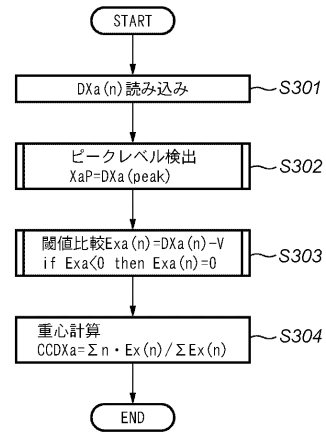 START
DXa(n)読み込み
S301
ピークレベル検出
XaP=DXa(peak)
S302
閾値比較Exa(n)=DXa(n)-V
if Exa<0 then Exa(n)=0
S303
重心計算
CCDXa=Σn・Ex(n)/ΣEx(n)
S304
END